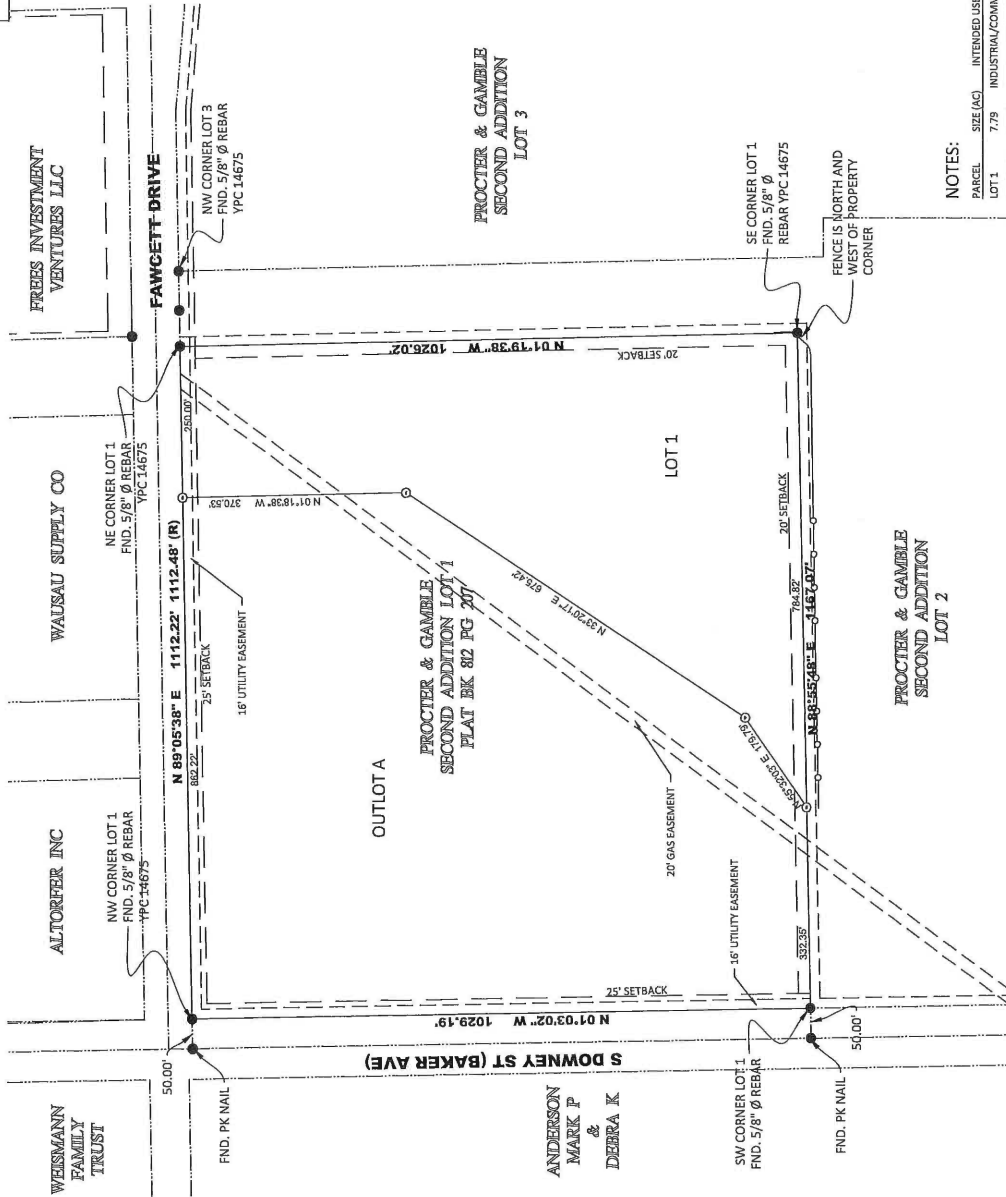 WEISMANN
FAMILY
TRUST
ALTORFER INC
WAUSAU SUPPLY CO
FREES INVESTMENT
VENTURES LLC
NW CORNER LOT 1
FND. 5/8" Ø REBAR
YPC 14675
NE CORNER LOT 1
FND. 5/8" Ø REBAR
YPC 14675
FAWCETT DRIVE
NW CORNER LOT 3
FND. 5/8" Ø REBAR
YPC 14675
50.00'
FND. PK NAIL
N 89°05'38" E 1112.22' 1112.48' (R)
862.22'
250.00'
25' SETBACK
16' UTILITY EASEMENT
N 01°18'38" W 370.53'
N 01°19'38" W 1026.02'
20' SETBACK
PROCTER & GAMBLE
SECOND ADDITION
LOT 3
OUTLOT A
PROCTER & GAMBLE
SECOND ADDITION LOT 1
PLAT BK 812 PG 207
LOT 1
N 33°20'17" E 675.42'
S DOWNEY ST (BAKER AVE)
N 01°03'02" W 1029.19'
25' SETBACK
ANDERSON
MARK P
&
DEBRA K
20' GAS EASEMENT
16' UTILITY EASEMENT
N 55°32'03" E 179.79'
20' SETBACK
784.82'
332.35'
N 88°55'48" E 1167.07'
SE CORNER LOT 1
FND. 5/8" Ø
REBAR YPC 14675
FENCE IS NORTH AND
WEST OF PROPERTY
CORNER
SW CORNER LOT 1
FND. 5/8" Ø REBAR
FND. PK NAIL
50.00'
PROCTER & GAMBLE
SECOND ADDITION
LOT 2
NOTES:
PARCEL SIZE (AC) INTENDED USE
LOT 1 7.79 INDUSTRIAL/COMM